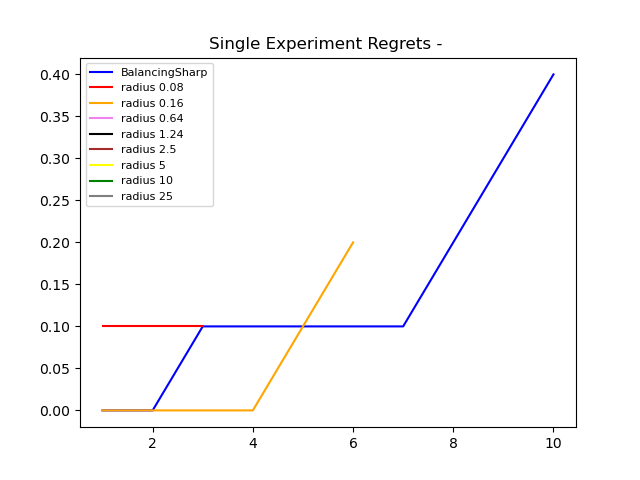 Single Experiment Regrets -
0.40
0.35
0.30
0.25
0.20
0.15
0.10
0.05
0.00
BalancingSharp
radius 0.08
radius 0.16
radius 0.64
radius 1.24
radius 2.5
radius 5
radius 10
radius 25
2 4 6 8 10